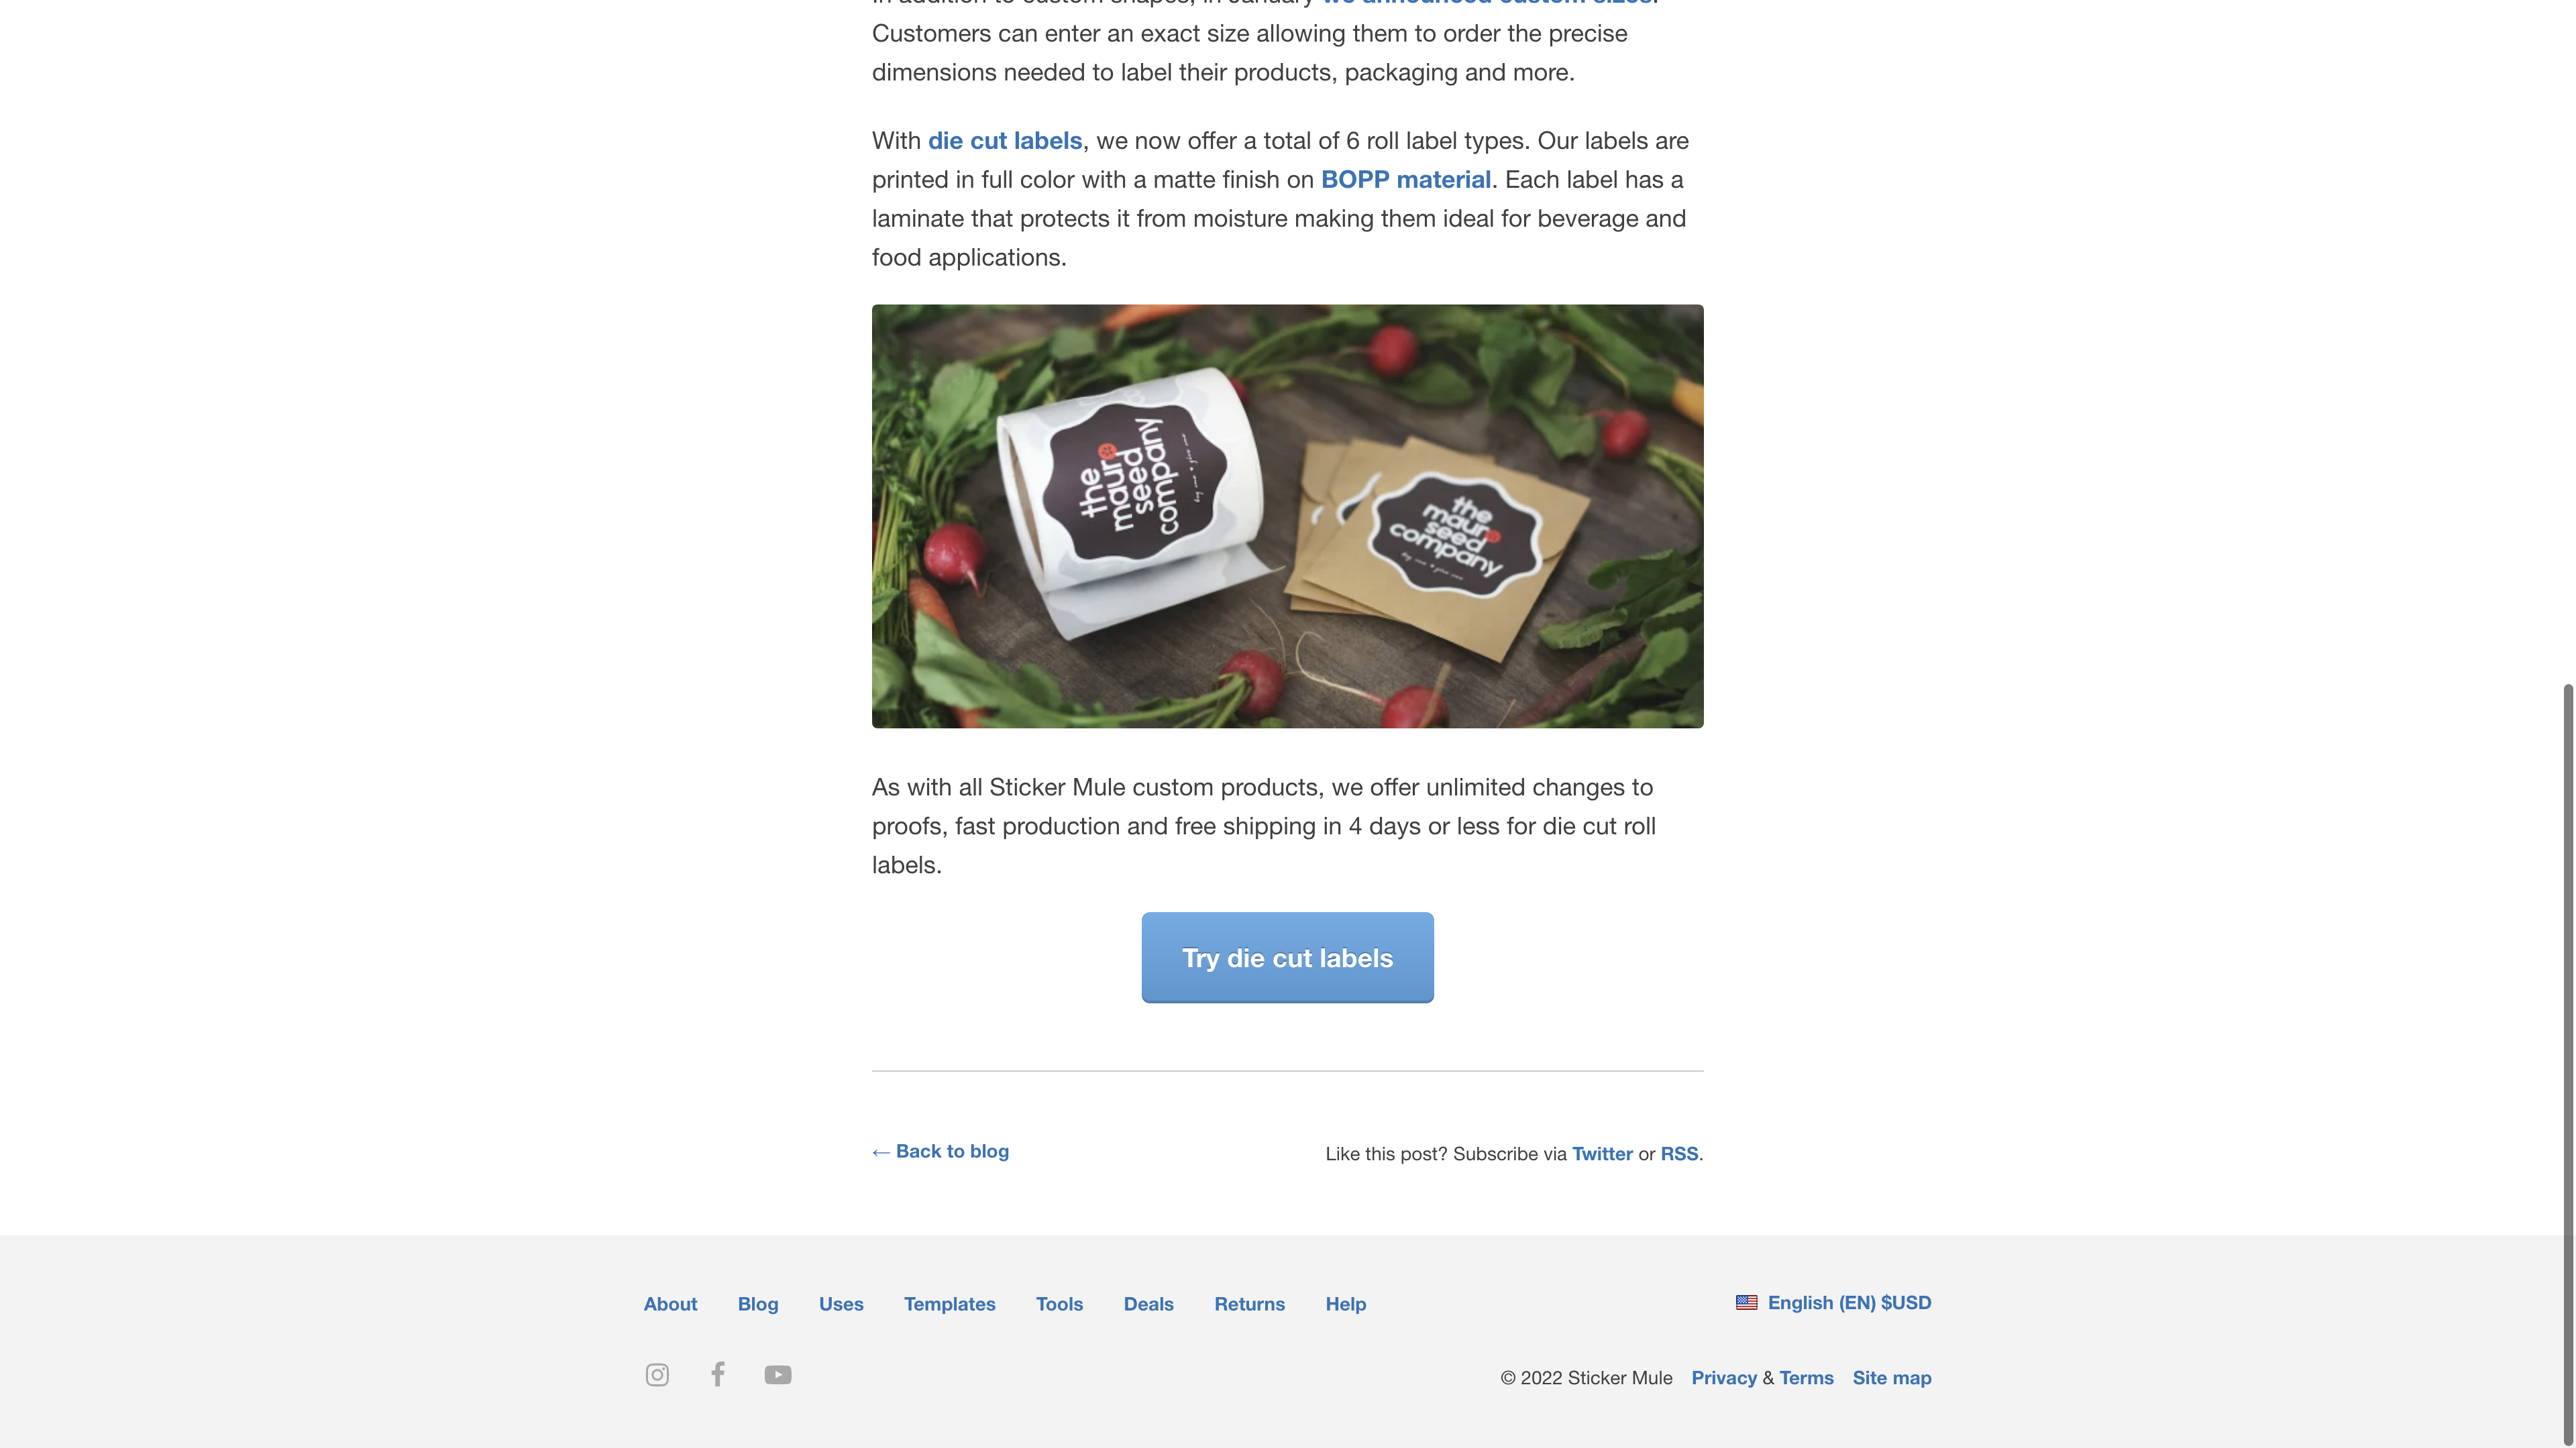 Customers can enter an exact size allowing them to order the precise
dimensions needed to label their products, packaging and more.
With die cut labels, we now offer a total of 6 roll label types. Our labels are
printed in full color with a matte finish on BOPP material. Each label has a
laminate that protects it from moisture making them ideal for beverage and
food applications.
the
mauro
seed
company
the
mauro
seed
company
As with all Sticker Mule custom products, we offer unlimited changes to
proofs, fast production and free shipping in 4 days or less for die cut roll
labels.
Try die cut labels
← Back to blog
Like this post? Subscribe via Twitter or RSS.
About Blog Uses Templates Tools Deals Returns Help
English (EN) $USD
© 2022 Sticker Mule Privacy & Terms Site map